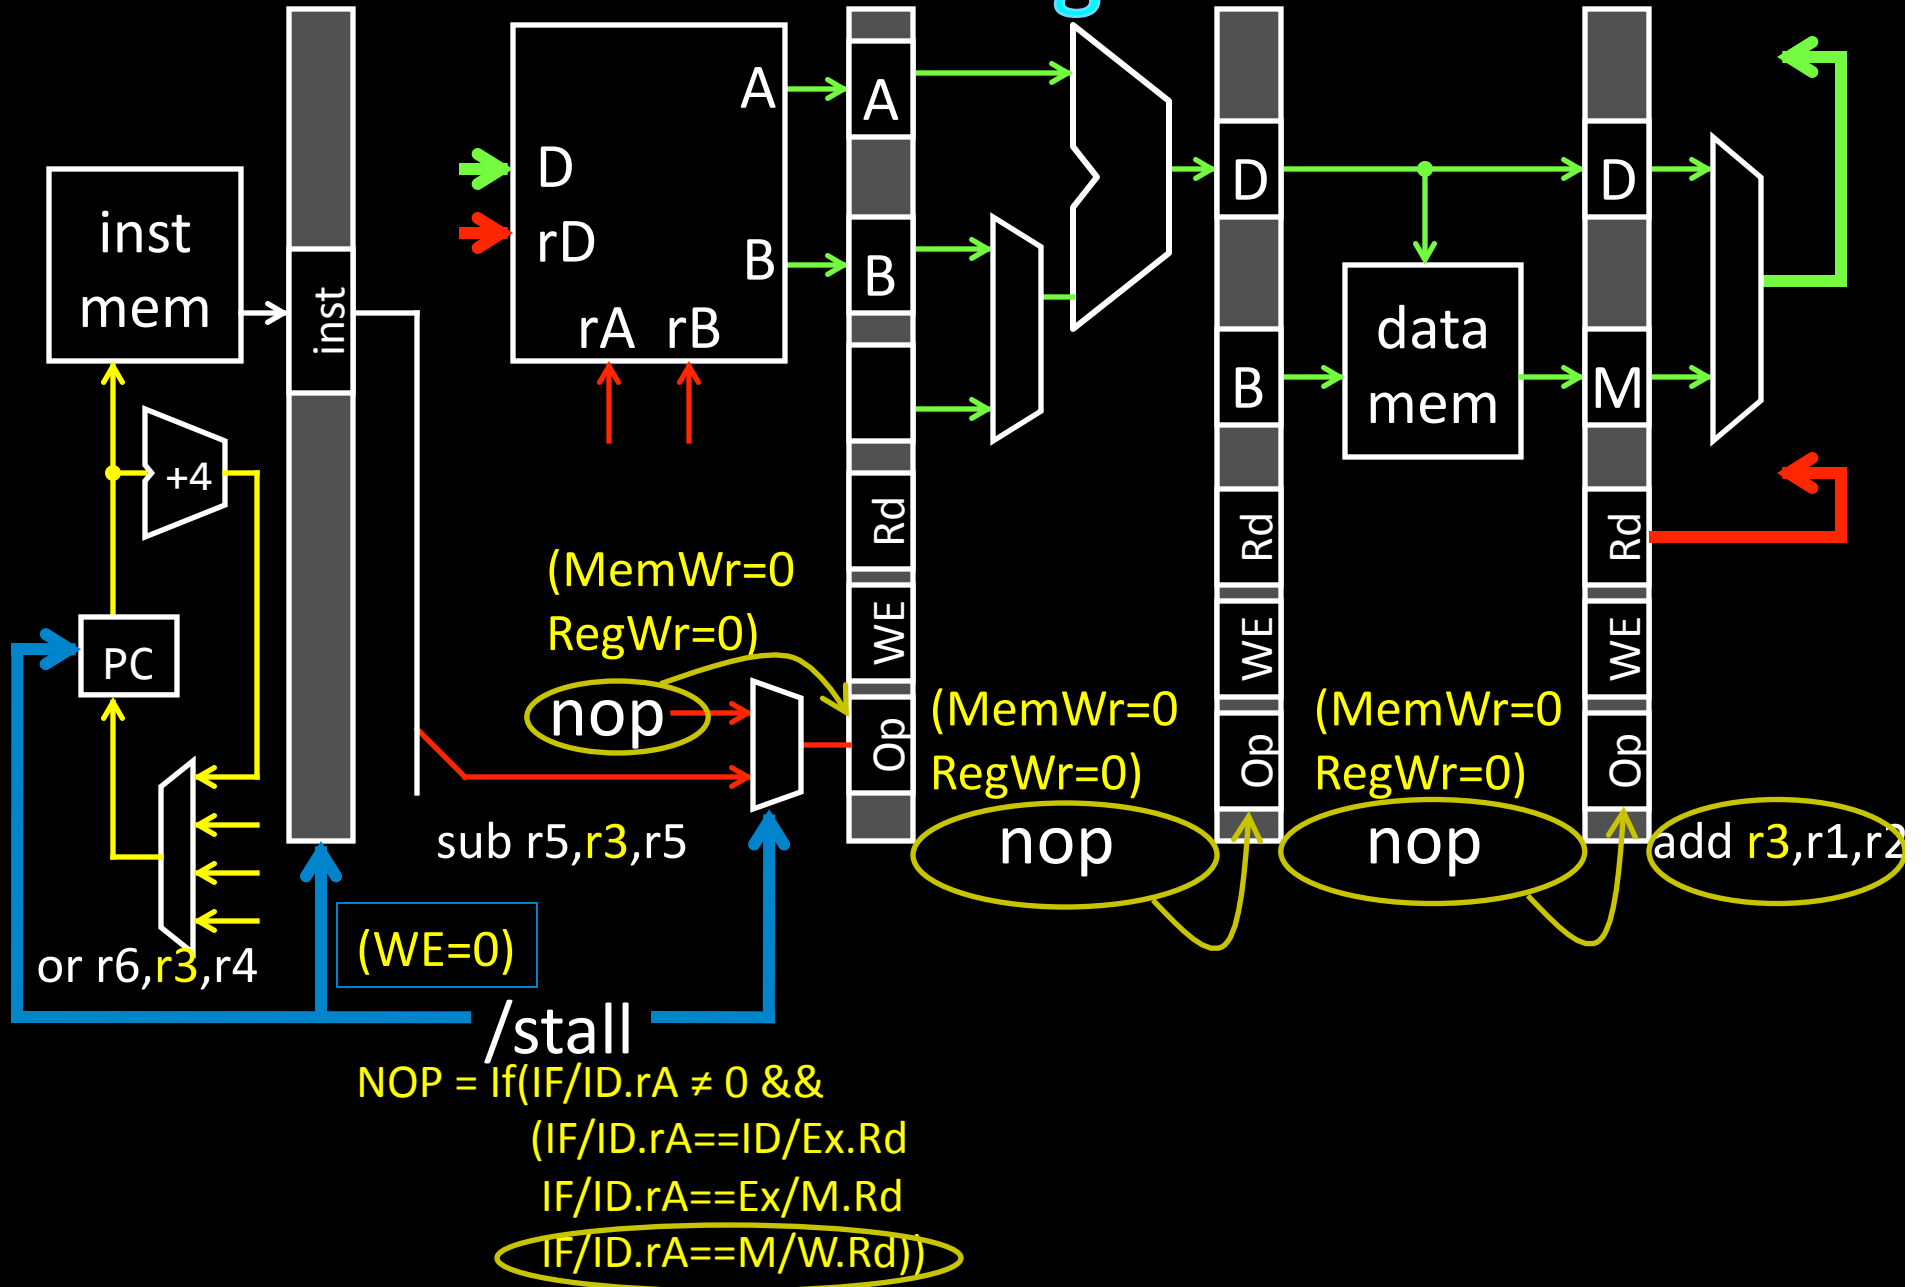 inst
mem
+4
PC
or r6,r3,r4
inst
D
rD
A
B
rA rB
(MemWr=0
RegWr=0)
nop
sub r5,r3,r5
(WE=0)
/stall
NOP = If(IF/ID.rA ≠ 0 &&
(IF/ID.rA==ID/Ex.Rd
IF/ID.rA==Ex/M.Rd
IF/ID.rA==M/W.Rd))
A
B
Rd
WE
Op
(MemWr=0
RegWr=0)
nop
D
B
Rd
WE
Op
data
mem
(MemWr=0
RegWr=0)
nop
D
M
Rd
WE
Op
add r3,r1,r2